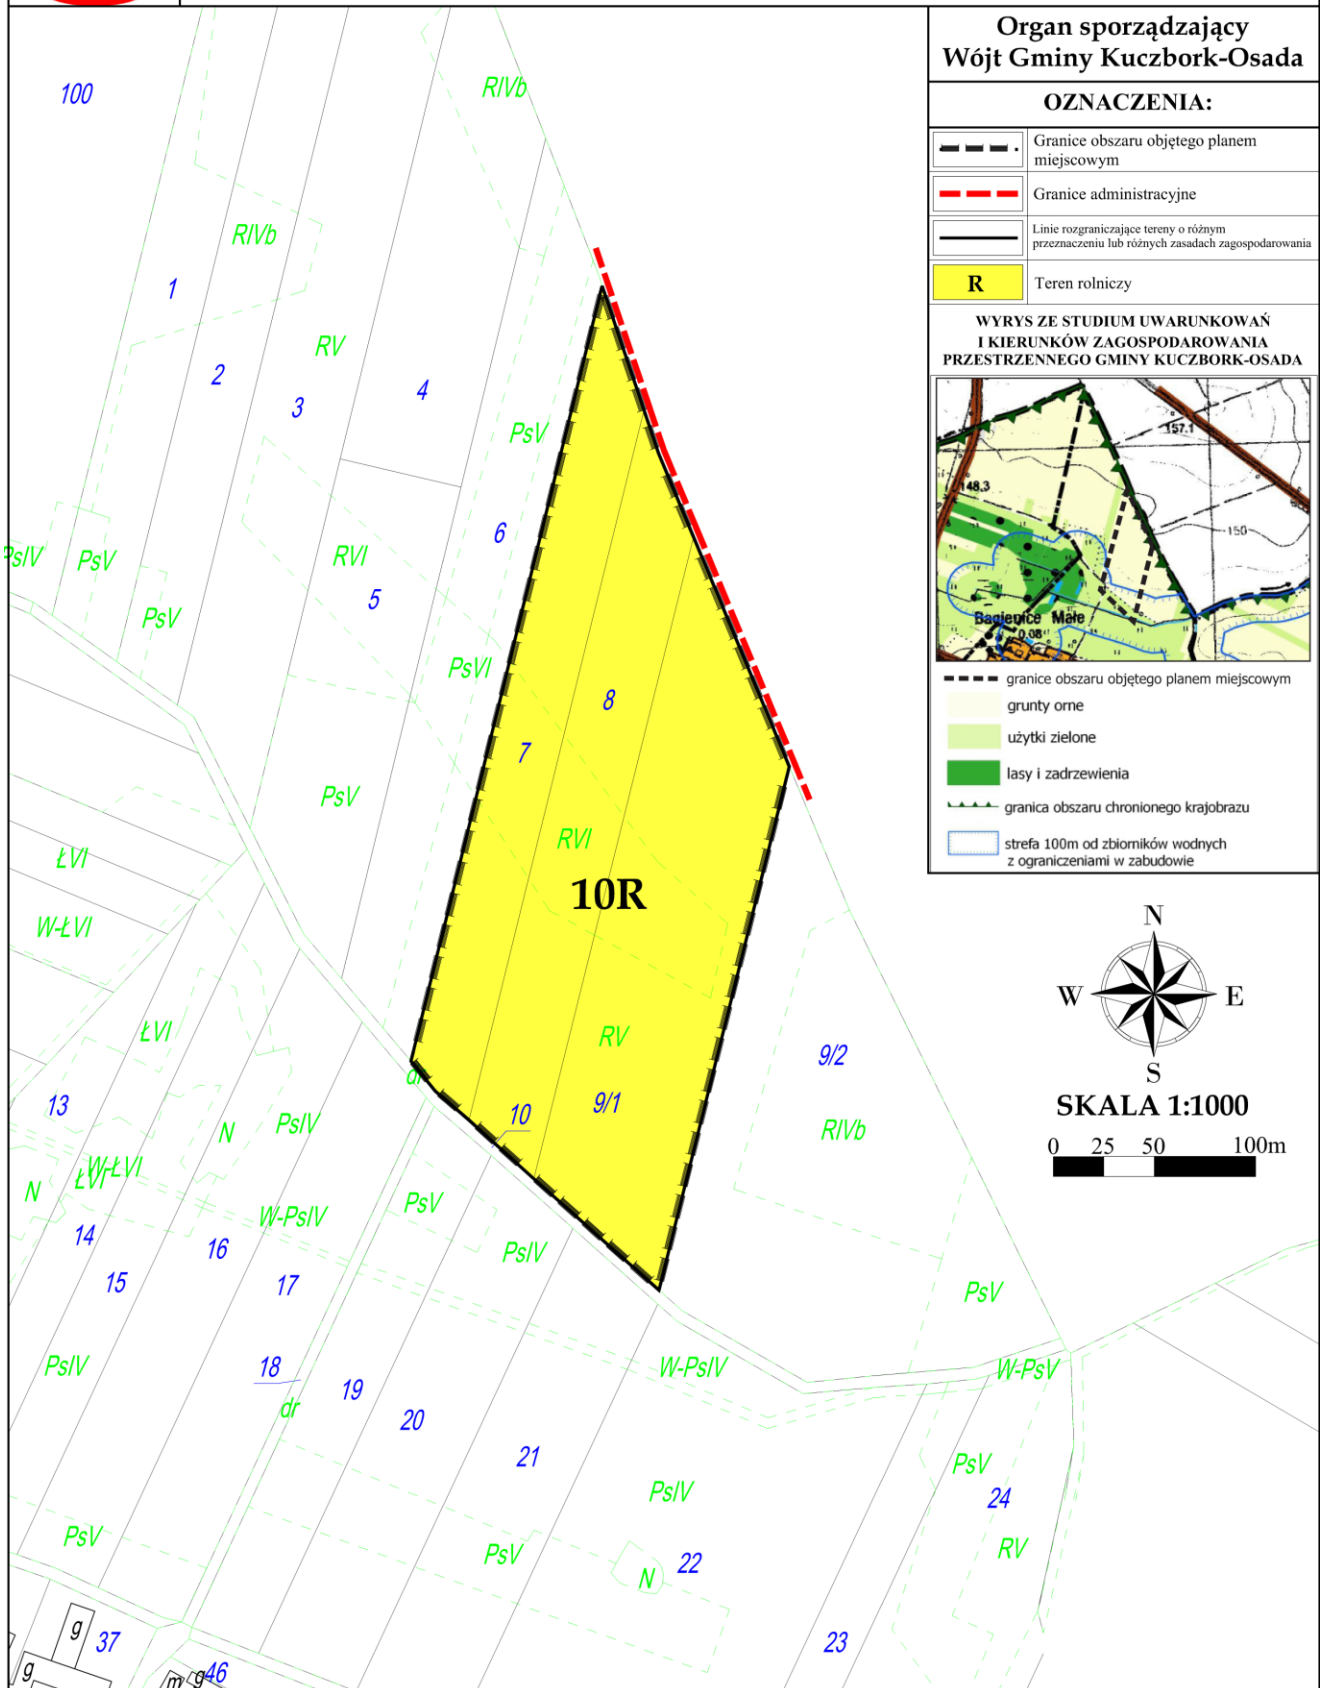 Organ sporządzający
Wójt Gminy Kuczbork-Osada
OZNACZENIA:
Granice obszaru objętego planem
miejscowym
Granice administracyjne
Linie rozgraniczające tereny o różnym
przeznaczeniu lub różnych zasadach zagospodarowania
R
Teren rolniczy
WYRYS ZE STUDIUM UWARUNKOWAŃ
I KIERUNKÓW ZAGOSPODAROWANIA
PRZESTRZENNEGO GMINY KUCZBORK-OSADA
157.1
148.3
150
Bagienice Małe
0.08
granice obszaru objętego planem miejscowym
grunty orne
użytki zielone
lasy i zadrzewienia
granica obszaru chronionego krajobrazu
strefa 100m od zbiorników wodnych
z ograniczeniami w zabudowie
N
W
E
S
SKALA 1:1000
0 25 50 100m
100
RIVb
RIVb
1
RV
2
3
4
PsV
6
PsIV
PsV
RVI
5
PsV
PsVI
8
7
PsV
RVI
ŁVI
10R
W-ŁVI
ŁVI
RV
9/2
dr
13
10
9/1
N
PsIV
RIVb
W-ŁVI
ŁVI
N
PsV
W-PsIV
14
16
PsIV
15
17
PsV
PsIV
18
W-PsIV
W-PsV
19
dr
20
21
PsV
PsIV
24
PsV
PsV
RV
22
N
g
37
23
g
m
g
46